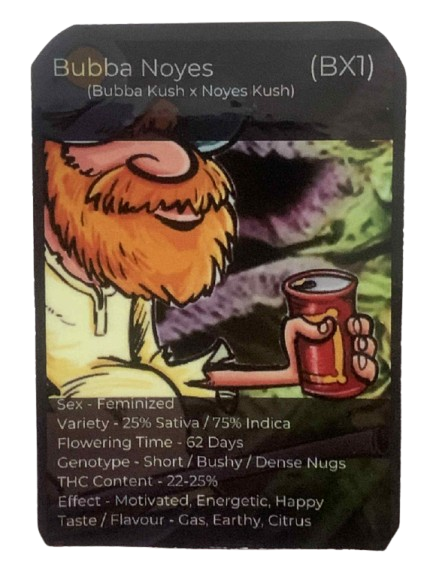 Bubba Noyes (BX1)
(Bubba Kush x Noyes Kush)
Sex - Feminized
Variety - 25% Sativa / 75% Indica
Flowering Time - 62 Days
Genotype - Short / Bushy / Dense Nugs
THC Content - 22-25%
Effect - Motivated, Energetic, Happy
Taste / Flavour - Gas, Earthy, Citrus